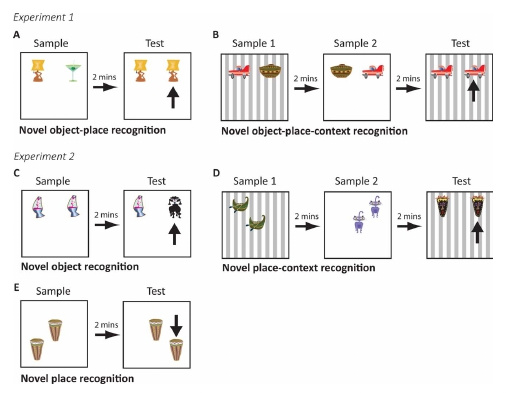 Experiment 1
A
Sample
Test
2 mins
Novel object-place recognition
B
Sample 1
Sample 2
Test
2 mins
2 mins
Novel object-place-context recognition
Experiment 2
C
Sample
Test
2 mins
Novel object recognition
D
Sample 1
Sample 2
Test
2 mins
2 mins
Novel place-context recognition
E
Sample
Test
2 mins
Novel place recognition